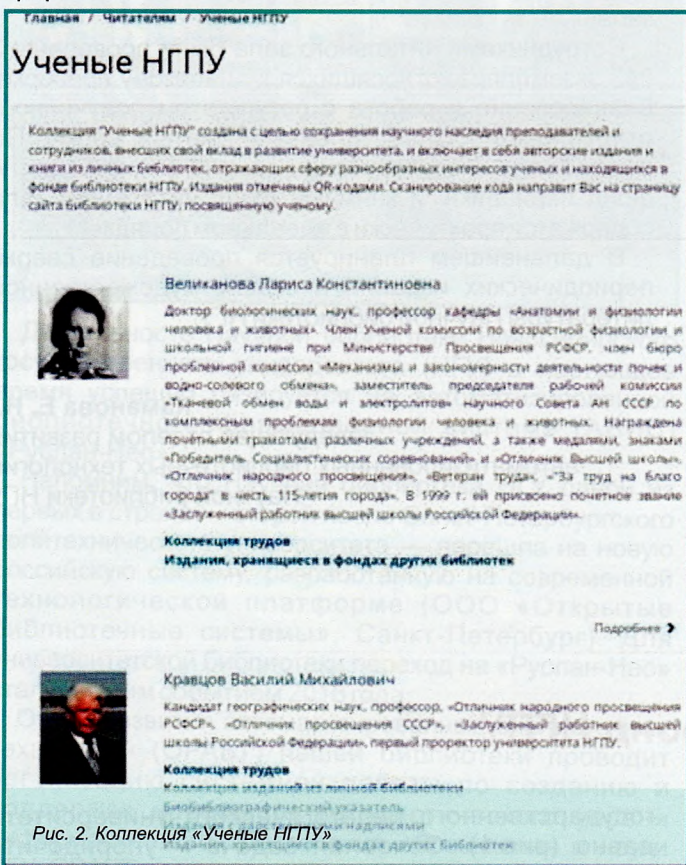 Главная / Читателям / Ученые НГПУ
Ученые НГПУ
Коллекция "Ученые НГПУ" создана с целью сохранения научного наследия преподавателей и
сотрудников, внесших свой вклад в развитие университета, и включает в себя авторские издания и
книги из личных библиотек, отражающих сферу разнообразных интересов ученых и находящихся в
фонде библиотеки НГПУ. Издания отмечены QR-кодами. Сканирование кода направит Вас на страницу
сайта библиотеки НГПУ, посвященную ученому.
Великанова Лариса Константиновна
Доктор биологических наук, профессор кафедры «Анатомии и физиологии
человека и животных». Член Ученой комиссии по возрастной физиологии и
школьной гигиене при Министерстве Просвещения РСФСР, член бюро
проблемной комиссии «Механизмы и закономерности деятельности почек и
водно-солевого обмена», заместитель председателя рабочей комиссии
«Тканевой обмен воды и электролитов» научного Совета АН СССР по
комплексным проблемам физиологии человека и животных. Награждена
почётными грамотами различных учреждений, а также медалями, знаками
«Победитель Социалистических соревнований» и «Отличник Высшей школы»,
«Отличник народного просвещения», «Ветеран труда», «"За труд на благо
города" в честь 115-летия города». В 1999 г. ей присвоено почетное звание
«Заслуженный работник высшей школы Российской Федерации».
Коллекция трудов
Издания, хранящиеся в фондах других библиотек
Подробнее
Кравцов Василий Михайлович
Кандидат географических наук, профессор, «Отличник народного просвещения
РСФСР», «Отличник просвещения СССР», «Заслуженный работник высшей
школы Российской Федерации», первый проректор университета НГПУ.
Коллекция трудов
Коллекция изданий из личной библиотеки
Биобиблиографический указатель
надписями
Издания, хранящиеся в фондах других библиотек
Рис. 2. Коллекция «Ученые НГПУ»